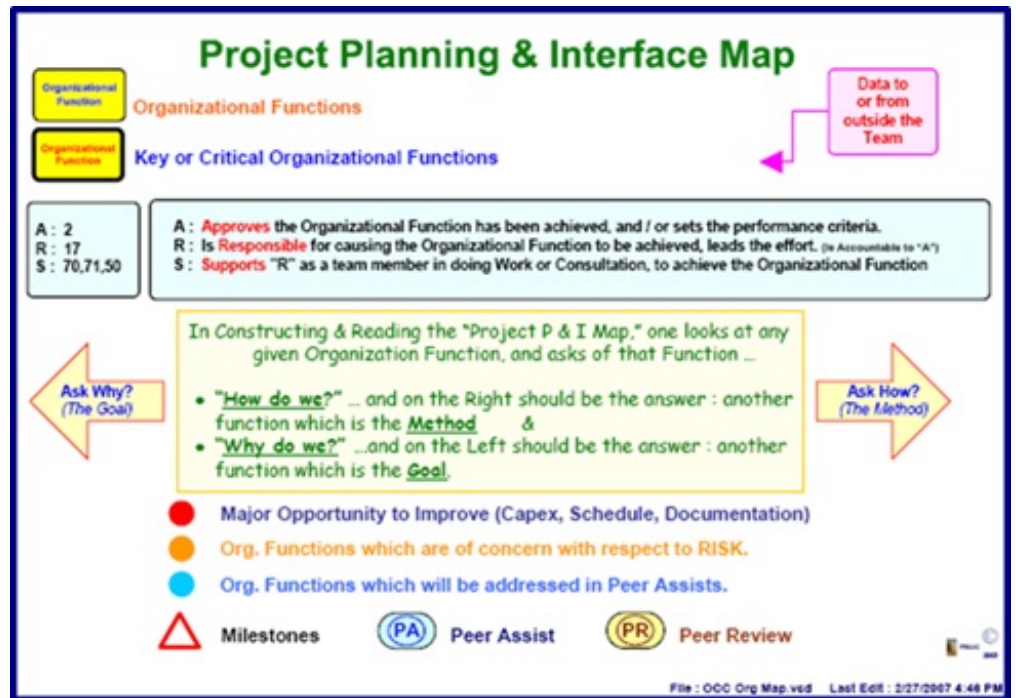 Project Planning & Interface Map
Organizational
Function
Organizational Functions
Data to
or from
outside the
Team
Organizational
Function
Key or Critical Organizational Functions
A : 2
R : 17
S : 70,71,50
A : Approves the Organizational Function has been achieved, and / or sets the performance criteria.
R : Is Responsible for causing the Organizational Function to be achieved, leads the effort. (Is Accountable to "A")
S : Supports "R" as a team member in doing Work or Consultation, to achieve the Organizational Function
In Constructing & Reading the "Project P & I Map," one looks at any
given Organization Function, and asks of that Function ...
• "How do we?" ... and on the Right should be the answer : another
function which is the Method &
• "Why do we?" ...and on the Left should be the answer : another
function which is the Goal.
Ask Why?
(The Goal)
Ask How?
(The Method)
Major Opportunity to Improve (Capex, Schedule, Documentation)
Org. Functions which are of concern with respect to RISK.
Org. Functions which will be addressed in Peer Assists.
Milestones
PA
Peer Assist
PR
Peer Review
©
File : OCC Org Map.vsd Last Edit : 2/27/2007 4:46 PM